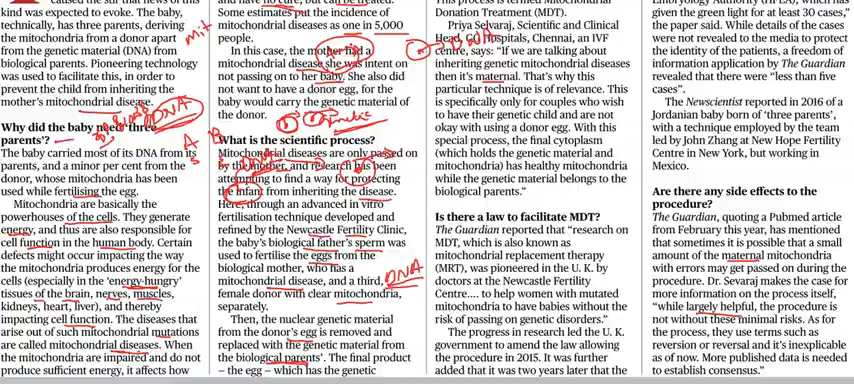 caused the stir that news of this
kind was expected to evoke. The baby,
technically, has three parents, deriving
the mitochondria from a donor apart
from the genetic material (DNA) from
biological parents. Pioneering technology
was used to facilitate this, in order to
prevent the child from inheriting the
mother's mitochondrial disease.
DNA
Why did the baby need 'three
parents'?
The baby carried most of its DNA from its
parents, and a minor per cent from the
donor, whose mitochondria has been
used while fertilising the egg.
Mitochondria are basically the
powerhouses of the cells. They generate
energy, and thus are also responsible for
cell function in the human body. Certain
defects might occur impacting the way
the mitochondria produces energy for the
cells (especially in the 'energy-hungry'
tissues of the brain, nerves, muscles,
kidneys, heart, liver), and thereby
impacting cell function. The diseases that
arise out of such mitochondrial mutations
are called mitochondrial diseases. When
the mitochondria are impaired and do not
produce sufficient energy, it affects how
mit
A
B
S
and have no cure, but can be treated.
Some estimates put the incidence of
mitochondrial diseases as one in 5,000
people.
In this case, the mother had a
mitochondrial disease she was intent on
not passing on to her baby. She also did
not want to have a donor egg, for the
baby would carry the genetic material of
the donor.
What is the scientific process?
Mitochondrial diseases are only passed on
by the mother, and research has been
attempting to find a way for protecting
the infant from inheriting the disease.
Here, through an advanced in vitro
fertilisation technique developed and
refined by the Newcastle Fertility Clinic,
the baby's biological father's sperm was
used to fertilise the eggs from the
biological mother, who has a
mitochondrial disease, and a third,
DNA
female donor with clear mitochondria,
separately.
Then, the nuclear genetic material
from the donor's egg is removed and
replaced with the genetic material from
the biological parents'. The final product
– the egg – which has the genetic
This process is termed Mitochondrial
Donation Treatment (MDT).
DNA
Priya Selvaraj, Scientific and Clinical
Head, GG Hospitals, Chennai, an IVF
centre, says: "If we are talking about
inheriting genetic mitochondrial diseases
then it's maternal. That's why this
particular technique is of relevance. This
is specifically only for couples who wish
to have their genetic child and are not
okay with using a donor egg. With this
special process, the final cytoplasm
(which holds the genetic material and
mitochondria) has healthy mitochondria
while the genetic material belongs to the
biological parents."
Is there a law to facilitate MDT?
The Guardian reported that "research on
MDT, which is also known as
mitochondrial replacement therapy
(MRT), was pioneered in the U. K. by
doctors at the Newcastle Fertility
Centre.... to help women with mutated
mitochondria to have babies without the
risk of passing on genetic disorders."
The progress in research led the U. K.
government to amend the law allowing
the procedure in 2015. It was further
added that it was two years later that the
Embryology Authority (HFEA), which has
given the green light for at least 30 cases,"
the paper said. While details of the cases
were not revealed to the media to protect
the identity of the patients, a freedom of
information application by The Guardian
revealed that there were "less than five
cases".
The Newscientist reported in 2016 of a
Jordanian baby born of 'three parents',
with a technique employed by the team
led by John Zhang at New Hope Fertility
Centre in New York, but working in
Mexico.
Are there any side effects to the
procedure?
The Guardian, quoting a Pubmed article
from February this year, has mentioned
that sometimes it is possible that a small
amount of the maternal mitochondria
with errors may get passed on during the
procedure. Dr. Sevaraj makes the case for
more information on the process itself,
"while largely helpful, the procedure is
not without these minimal risks. As for
the process, they use terms such as
reversion or reversal and it's inexplicable
as of now. More published data is needed
to establish consensus."